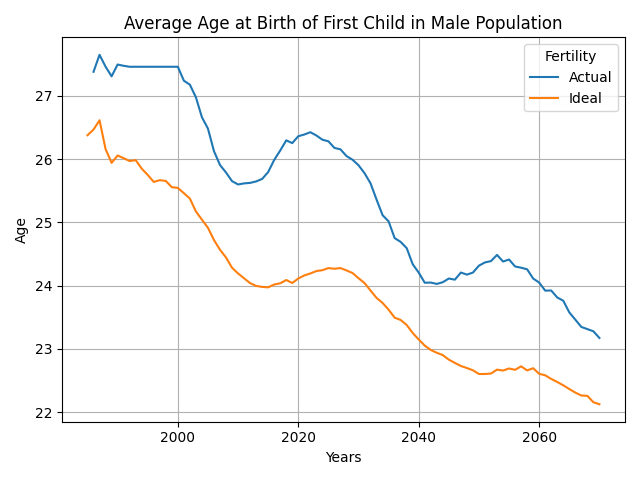 Average Age at Birth of First Child in Male Population
Fertility
Actual
Ideal
Age
27
26
25
24
23
22
2000
2020
2040
2060
Years